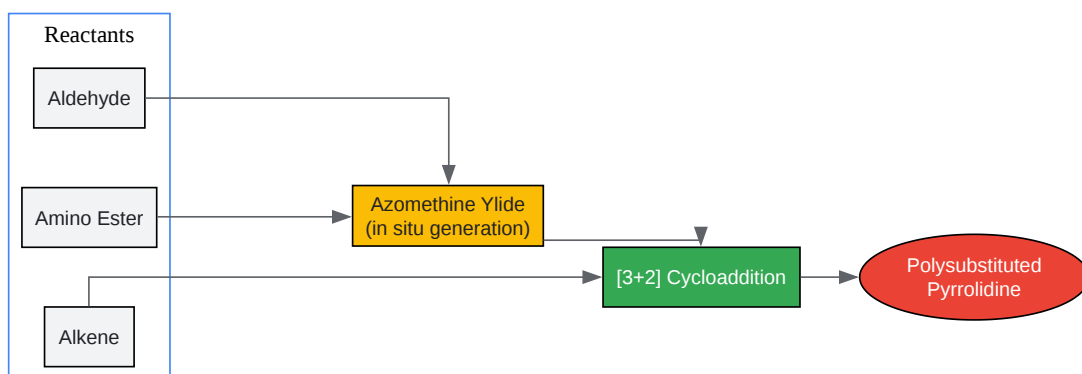 Reactants
Aldehyde
Amino Ester
Azomethine Ylide
(in situ generation)
[3+2] Cycloaddition
Polysubstituted
Pyrrolidine
Alkene